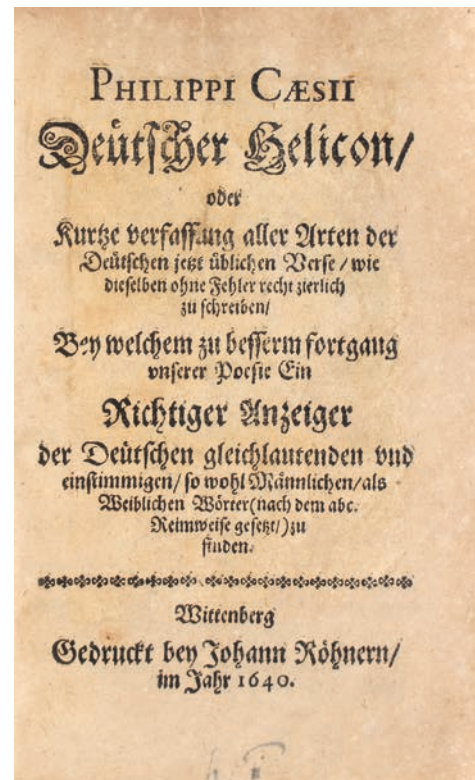 PHILIPPI CÆSII
Deütscher Helicon/
oder
Kurtze verfassung aller Arten der
Deütschen jetzt üblichen Verse / wie
dieselben ohne Fehler recht zierlich
zu schreiben/
Bey welchem zu besserm fortgang
vnserer Poesie Ein
Richtiger Anzeiger
der Deütschen gleichlautenden vnd
einstimmigen/ so wohl Männlichen/ als
Weiblichen Wörter (nach dem abc.
Reimweise gesetzt/) zu
finden.
Wittenberg
Gedruckt bey Johann Röhnern/
im Jahr 1640.